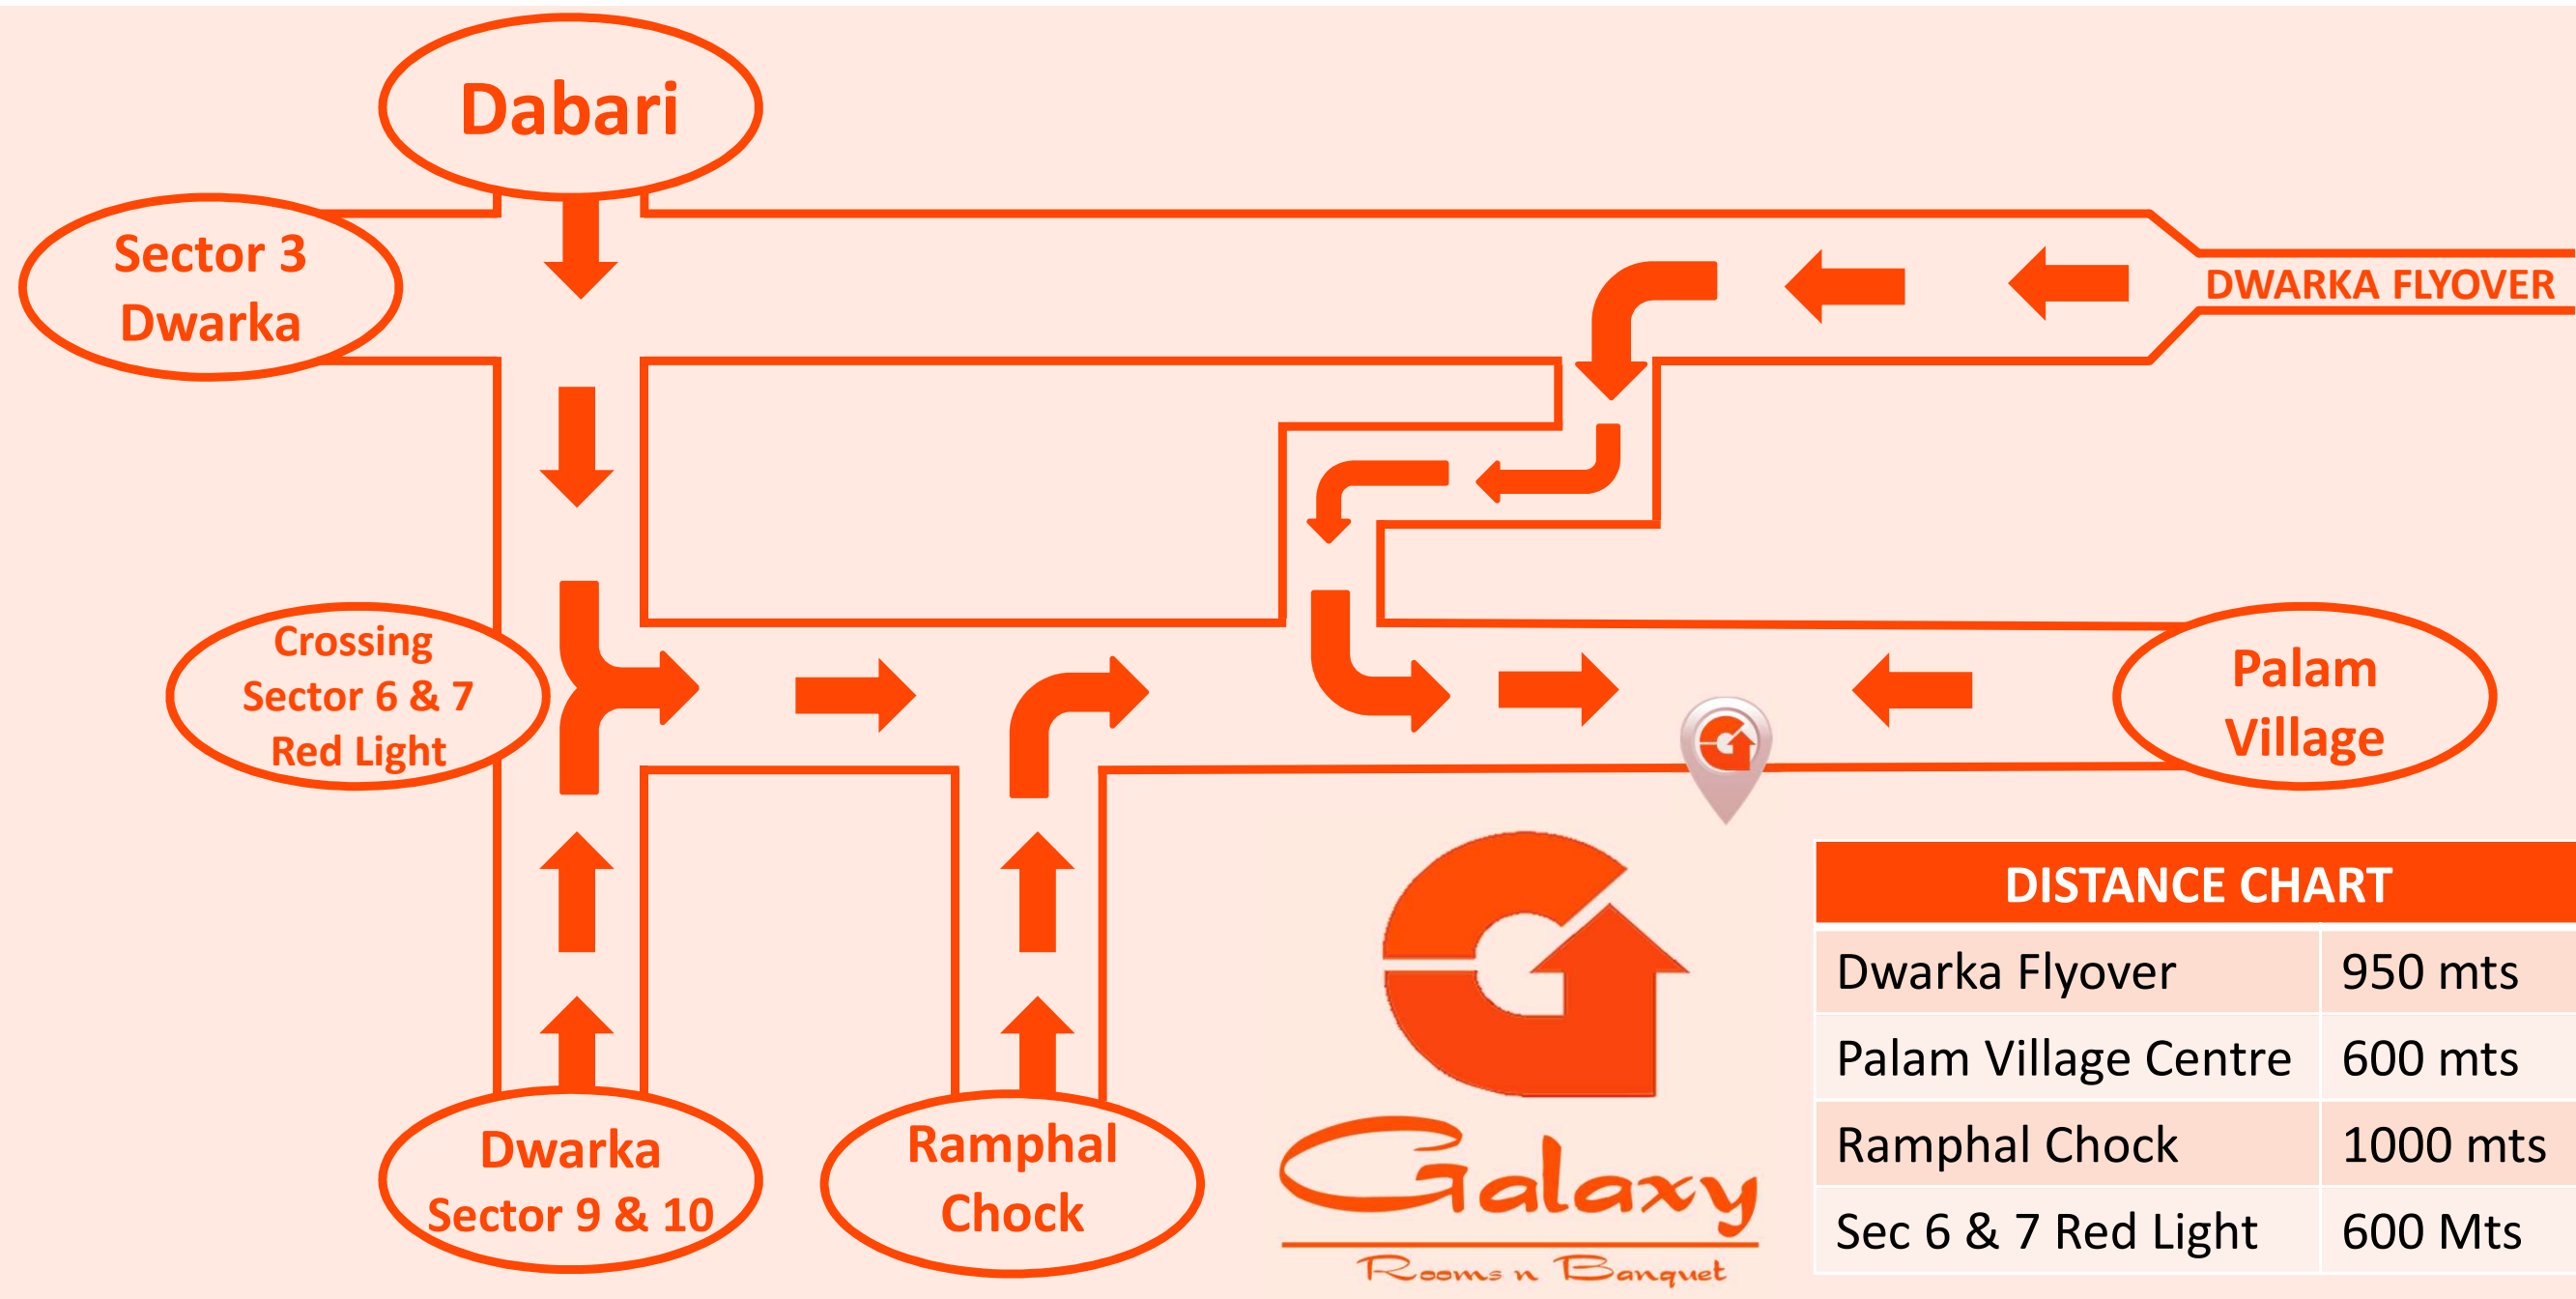 Dabari
Sector 3
Dwarka
DWARKA FLYOVER
Crossing
Sector 6 & 7
Red Light
Palam
Village
Dwarka
Sector 9 & 10
Ramphal
Chock
Galaxy
Rooms n Banquet
DISTANCE CHART
Dwarka Flyover 950 mts
Palam Village Centre 600 mts
Ramphal Chock 1000 mts
Sec 6 & 7 Red Light 600 Mts